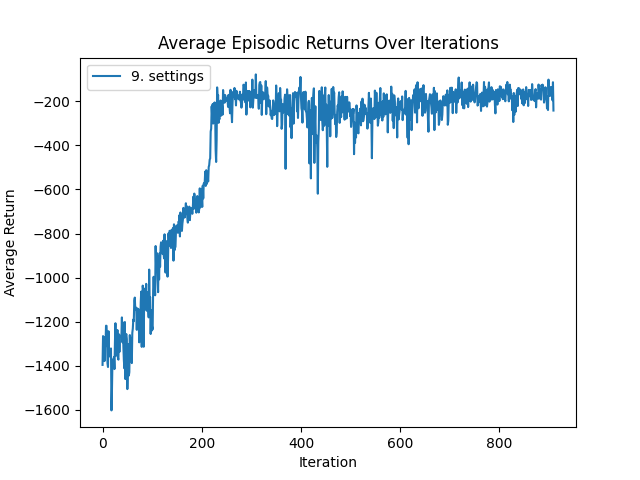 Average Episodic Returns Over Iterations
9. settings
Average Return
−200
−400
−600
−800
−1000
−1200
−1400
−1600
0 200 400 600 800
Iteration